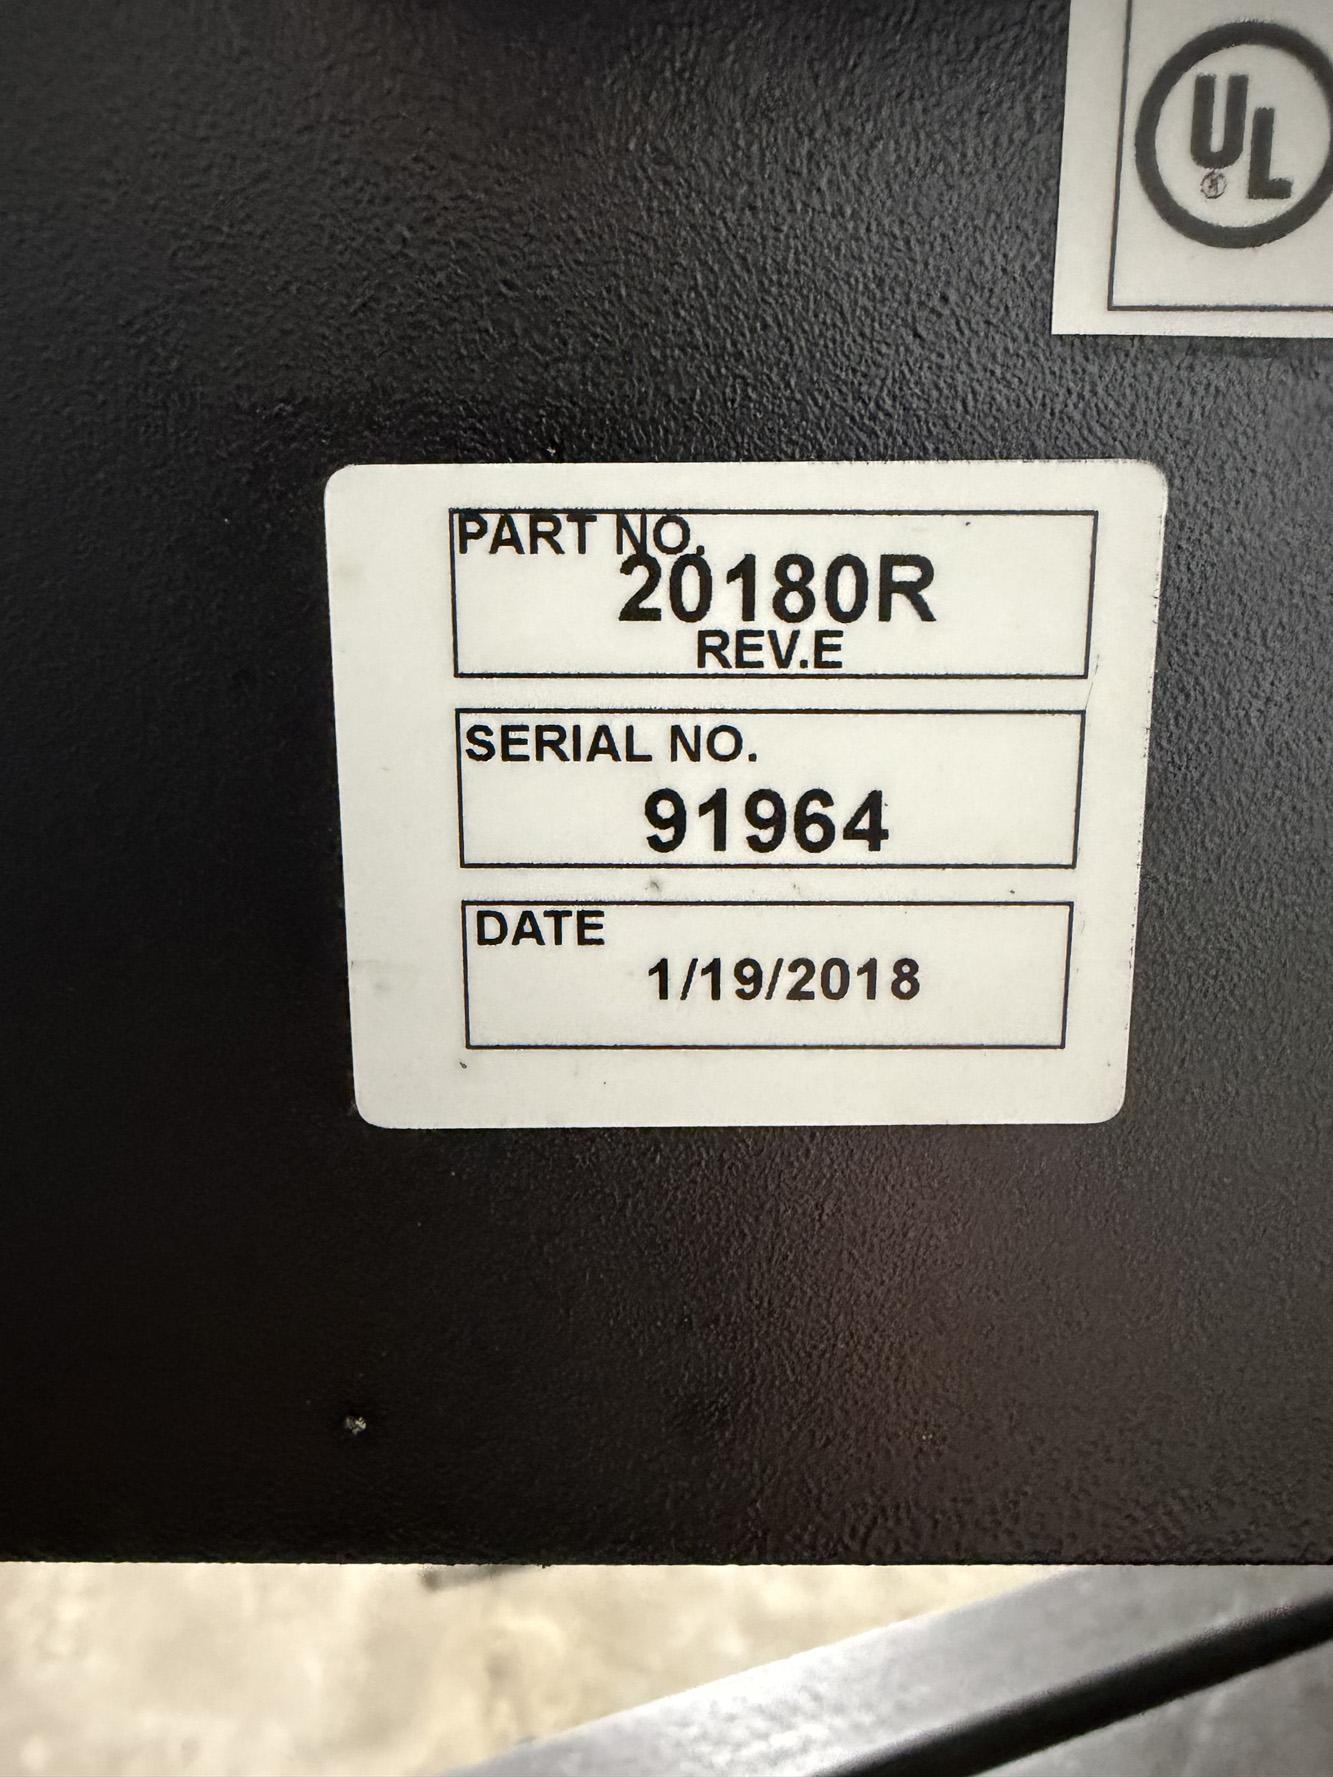 UL
PART NO.
20180R
REV.E
SERIAL NO.
91964
DATE
1/19/2018